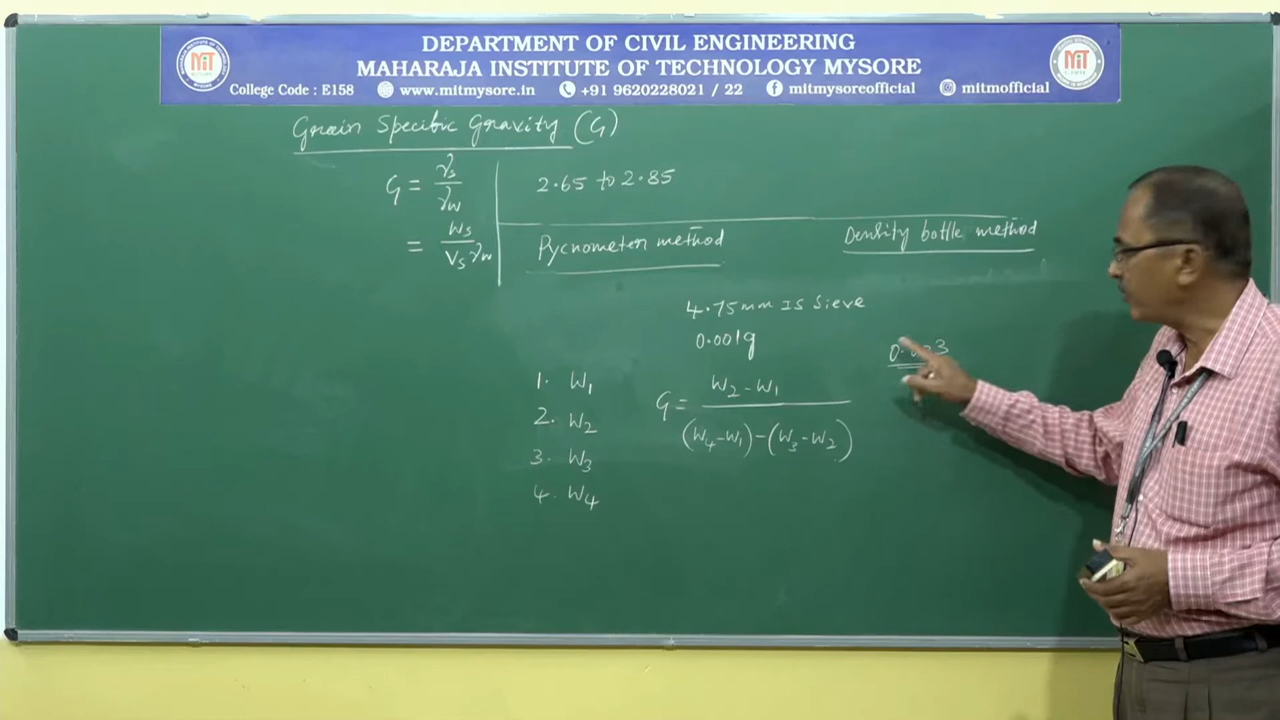 DEPARTMENT OF CIVIL ENGINEERING
MAHARAJA INSTITUTE OF TECHNOLOGY MYSORE
College Code : E158 www.mitmysore.in +91 9620228021 / 22 mitmysoreofficial mitmofficial
MiT
MiT
Grain Specific Gravity (G)
G = γs/γw
= Ws/Vsγw
2.65 to 2.85
Pycnometer method
Density bottle method
4.75mm IS Sieve
0.001g
1. W1
2. W2
3. W3
4. W4
G = W2-W1/(W4-W1)-(W3-W2)